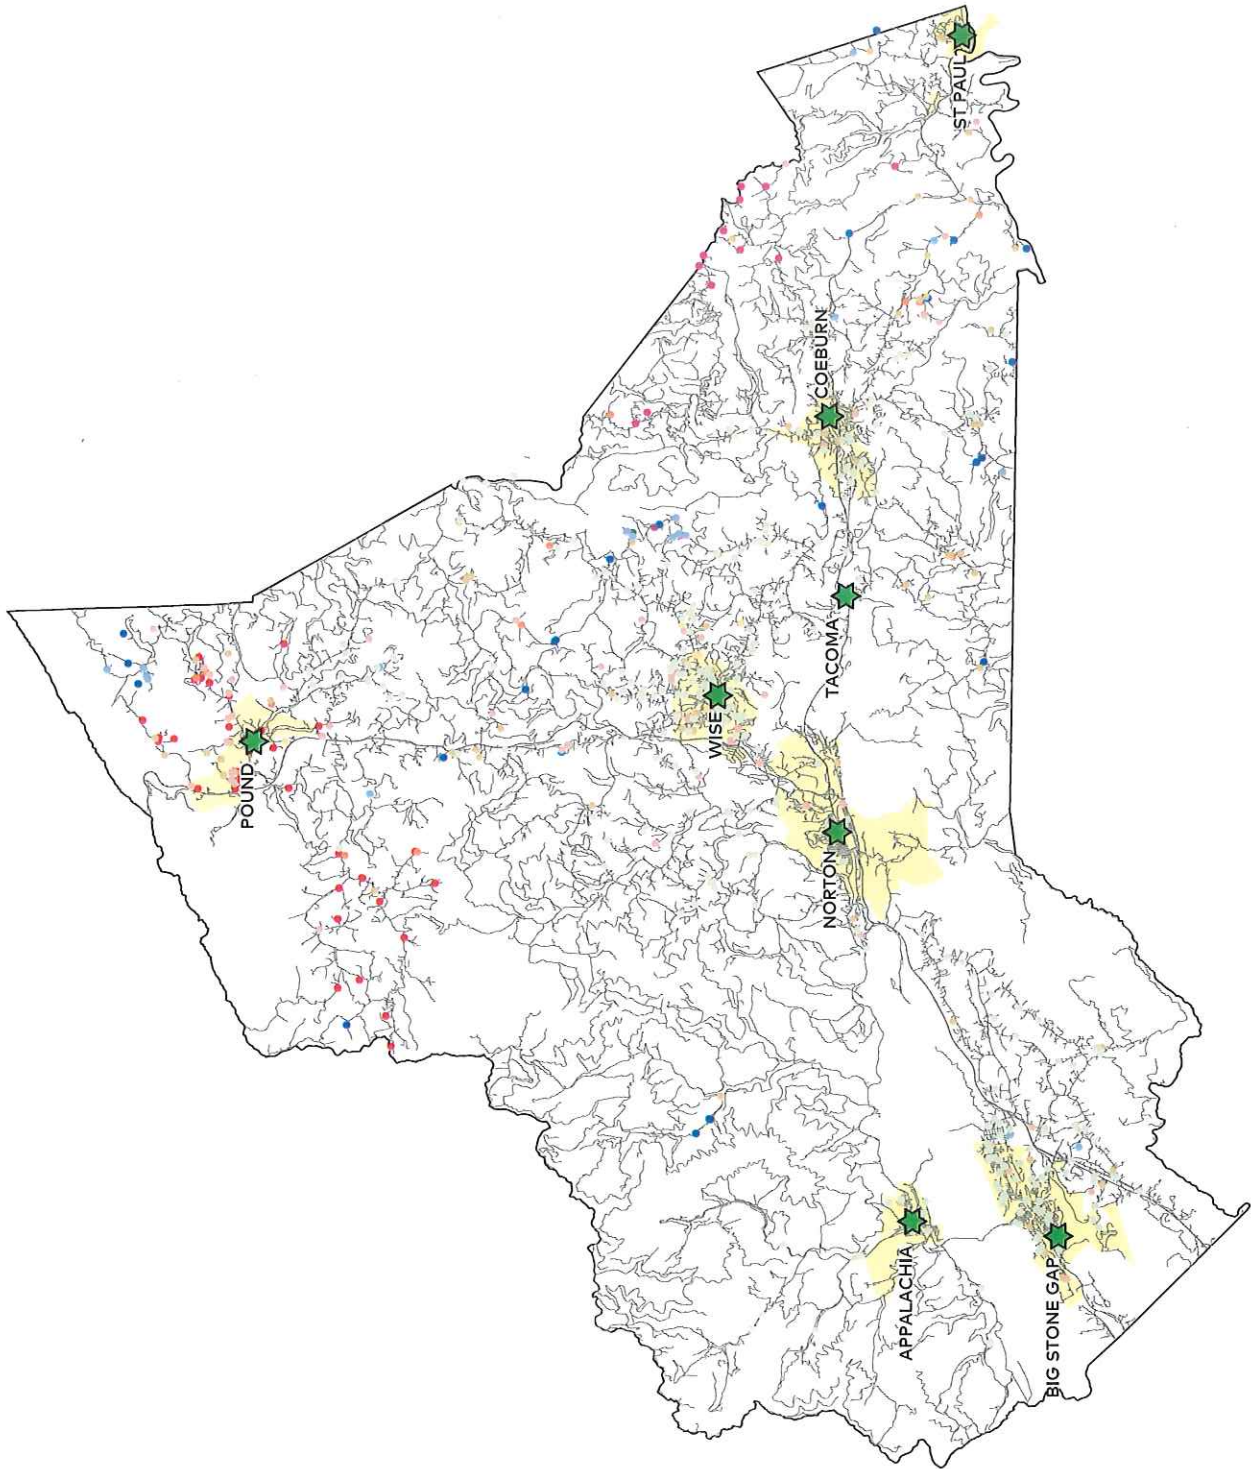 POUND
WISE
NORTON
TACOMA
COEBURN
ST PAUL
APPALACHIA
BIG STONE GAP